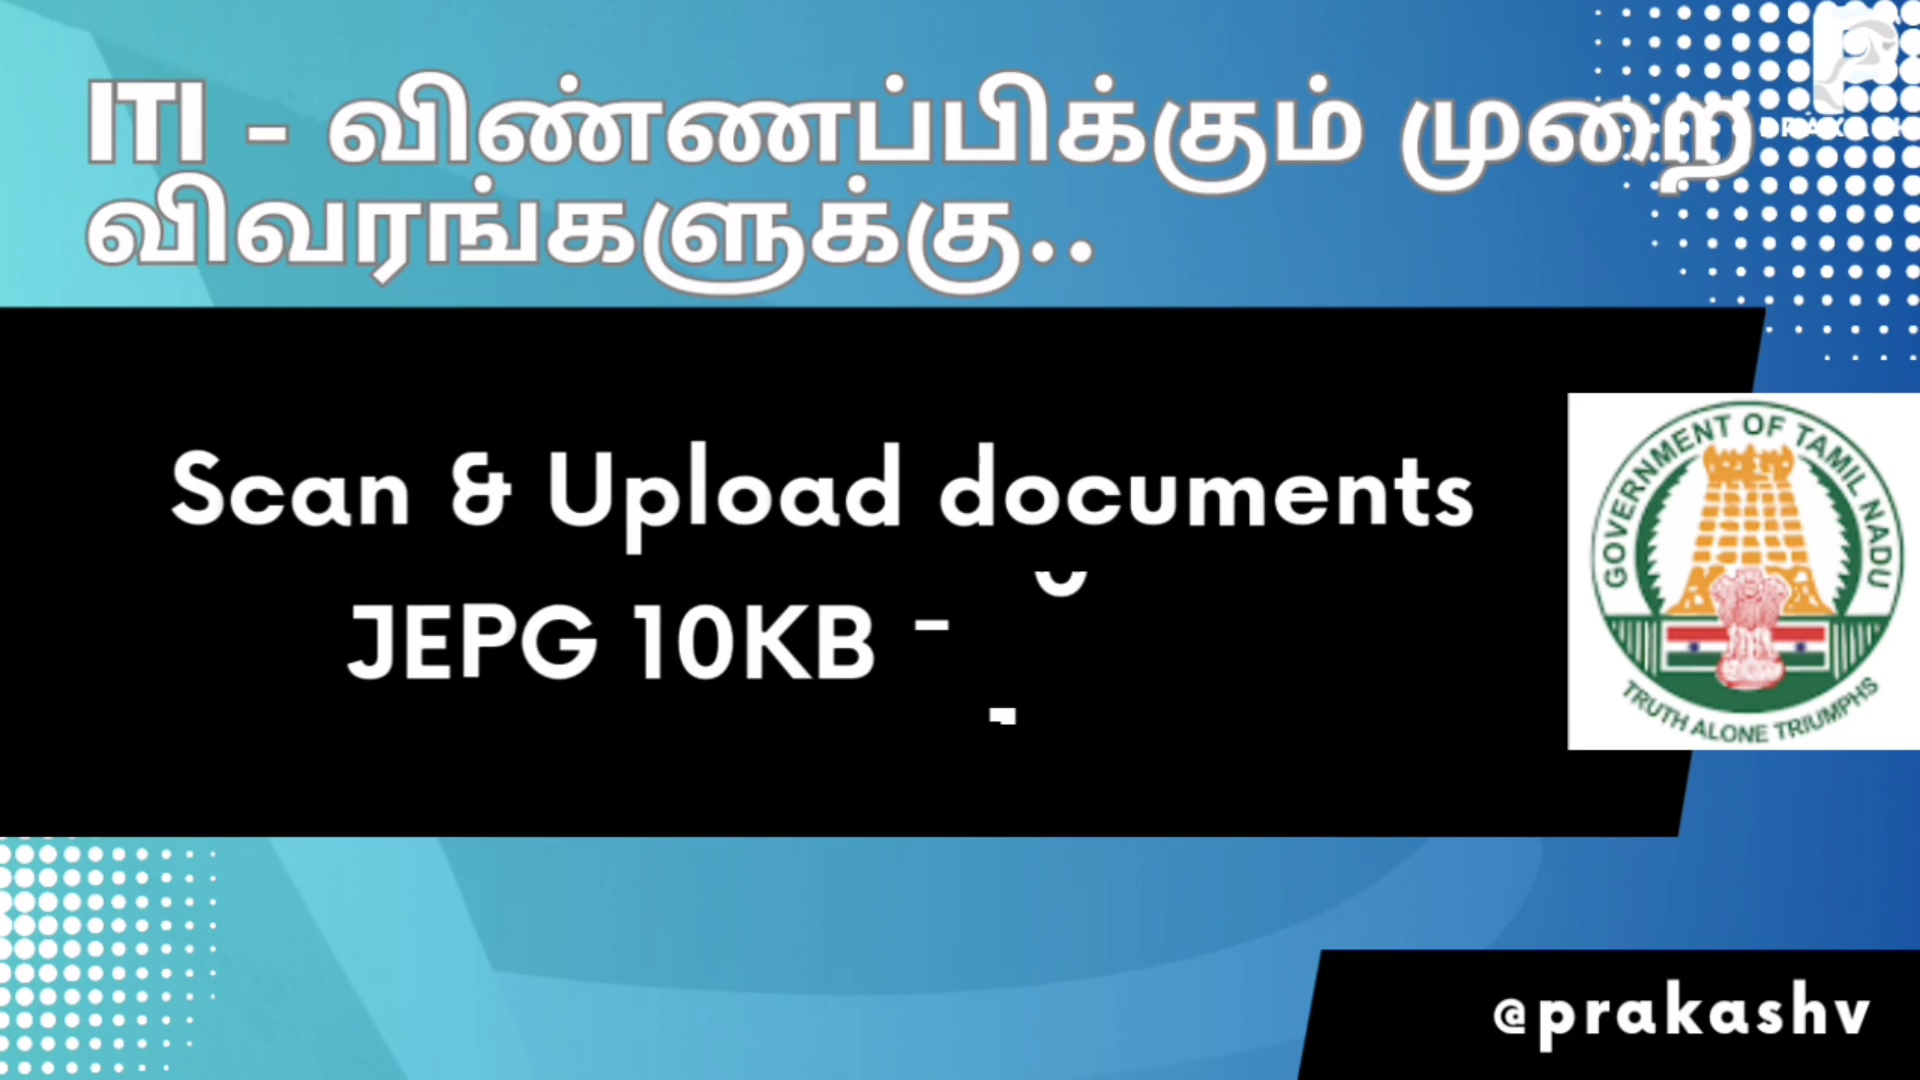 ITI - விண்ணப்பிக்கும் முறை
விவரங்களுக்கு..
Scan & Upload documents
JEPG 10KB -
GOVERNMENT OF TAMIL NADU
TRUTH ALONE TRIUMPHS
@prakashv